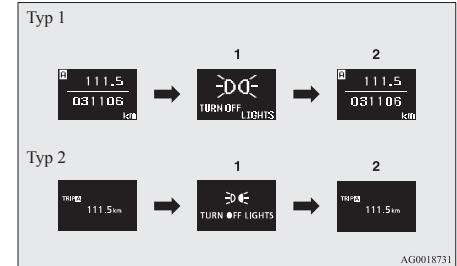 Typ 1
1 2
A 111.5 TURN OFF A 111.5
031106 km LIGHTS 031106 km
Typ 2
1 2
TRIP A 111.5 km TURN OFF LIGHTS TRIP A 111.5 km
AG0018731